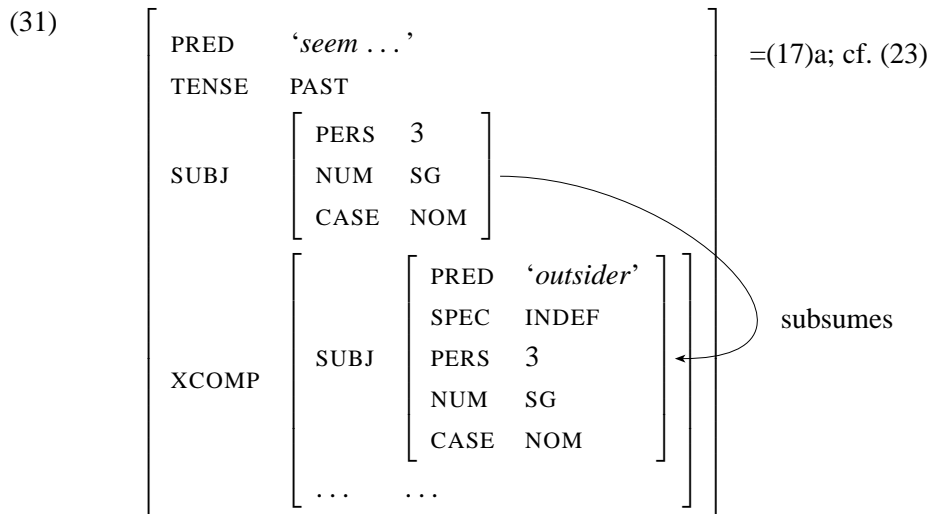 (31)
PRED ‘seem . . . ’ =(17)a; cf. (23)
TENSE PAST
PERS 3
SUBJ NUM SG
CASE NOM
PRED ‘outsider’
SPEC INDEF subsumes
SUBJ PERS 3
XCOMP NUM SG
CASE NOM
. . . . . .